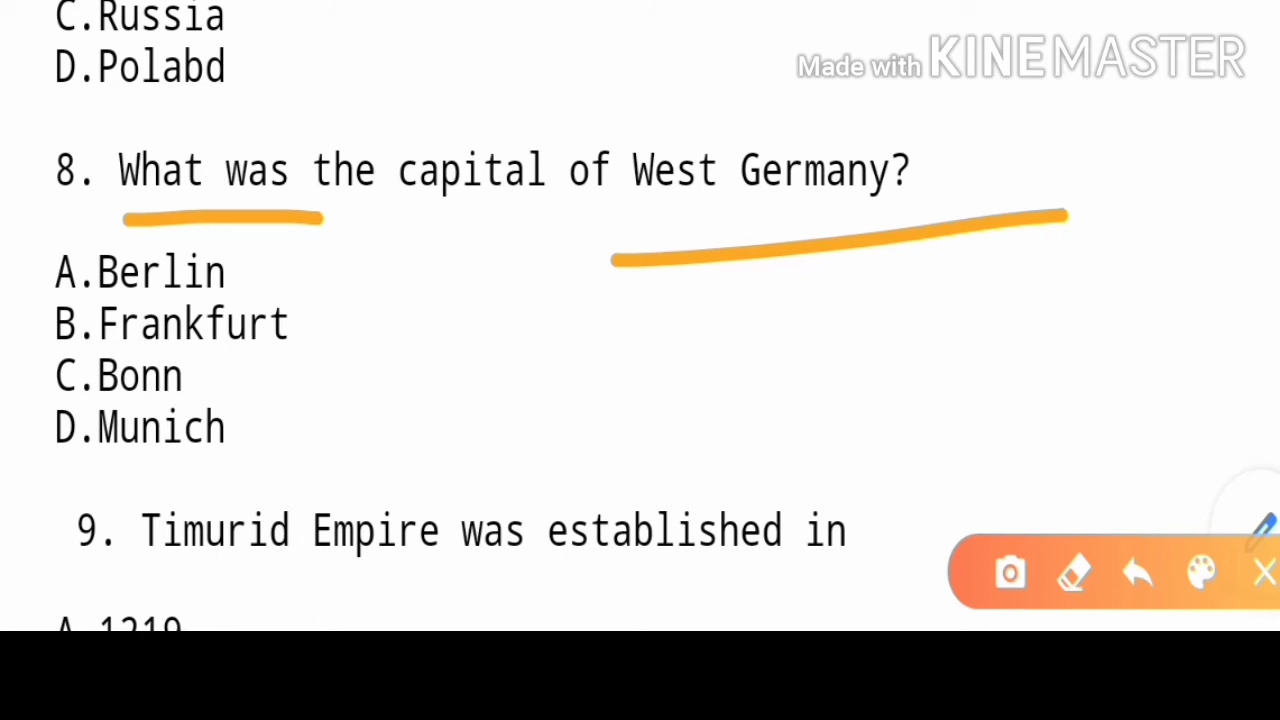 C.Russia
D.Polabd
Made with KINEMASTER
8. What was the capital of West Germany?
A.Berlin
B.Frankfurt
C.Bonn
D.Munich
9. Timurid Empire was established in
A.1219